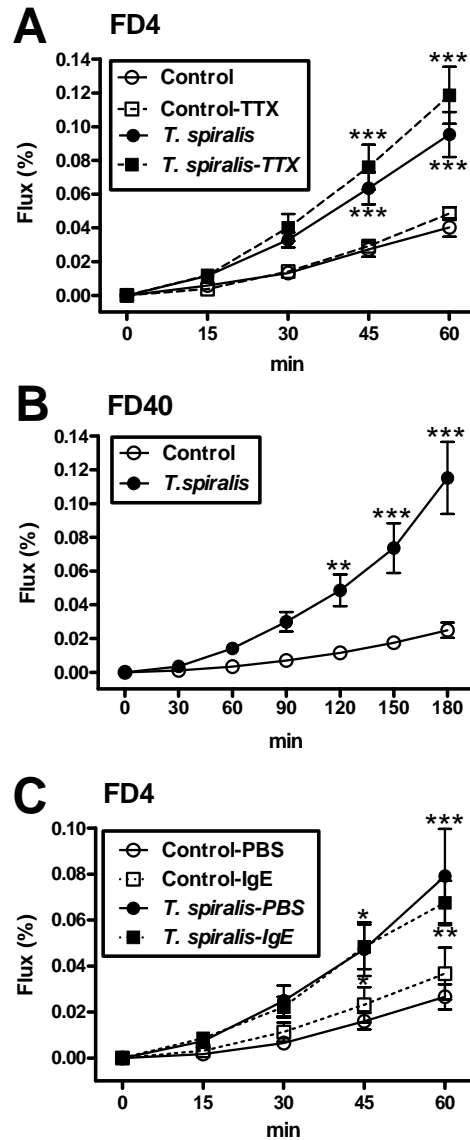 A FD4
Control
Control-TTX
T. spiralis
T. spiralis-TTX
Flux (%)
0.14
0.12
0.10
0.08
0.06
0.04
0.02
0.00
***
***
***
***
0 15 30 45 60
min
B FD40
Control
T.spiralis
Flux (%)
0.14
0.12
0.10
0.08
0.06
0.04
0.02
0.00
**
***
***
0 30 60 90 120 150 180
min
C FD4
Control-PBS
Control-IgE
T. spiralis-PBS
T. spiralis-IgE
Flux (%)
0.10
0.08
0.06
0.04
0.02
0.00
***
*
**
*
0 15 30 45 60
min